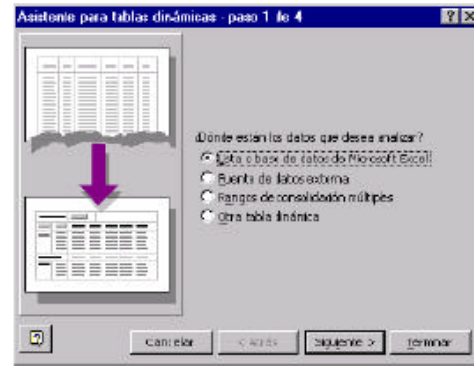 Asistente para tablas dinámicas - paso 1 de 4
¿Dónde están los datos que desea analizar?
Lista o base de datos de Microsoft Excel
Fuente de datos externa
Rangos de consolidación múltiples
Otra tabla dinámica
Cancelar
< Atrás
Siguiente >
Terminar